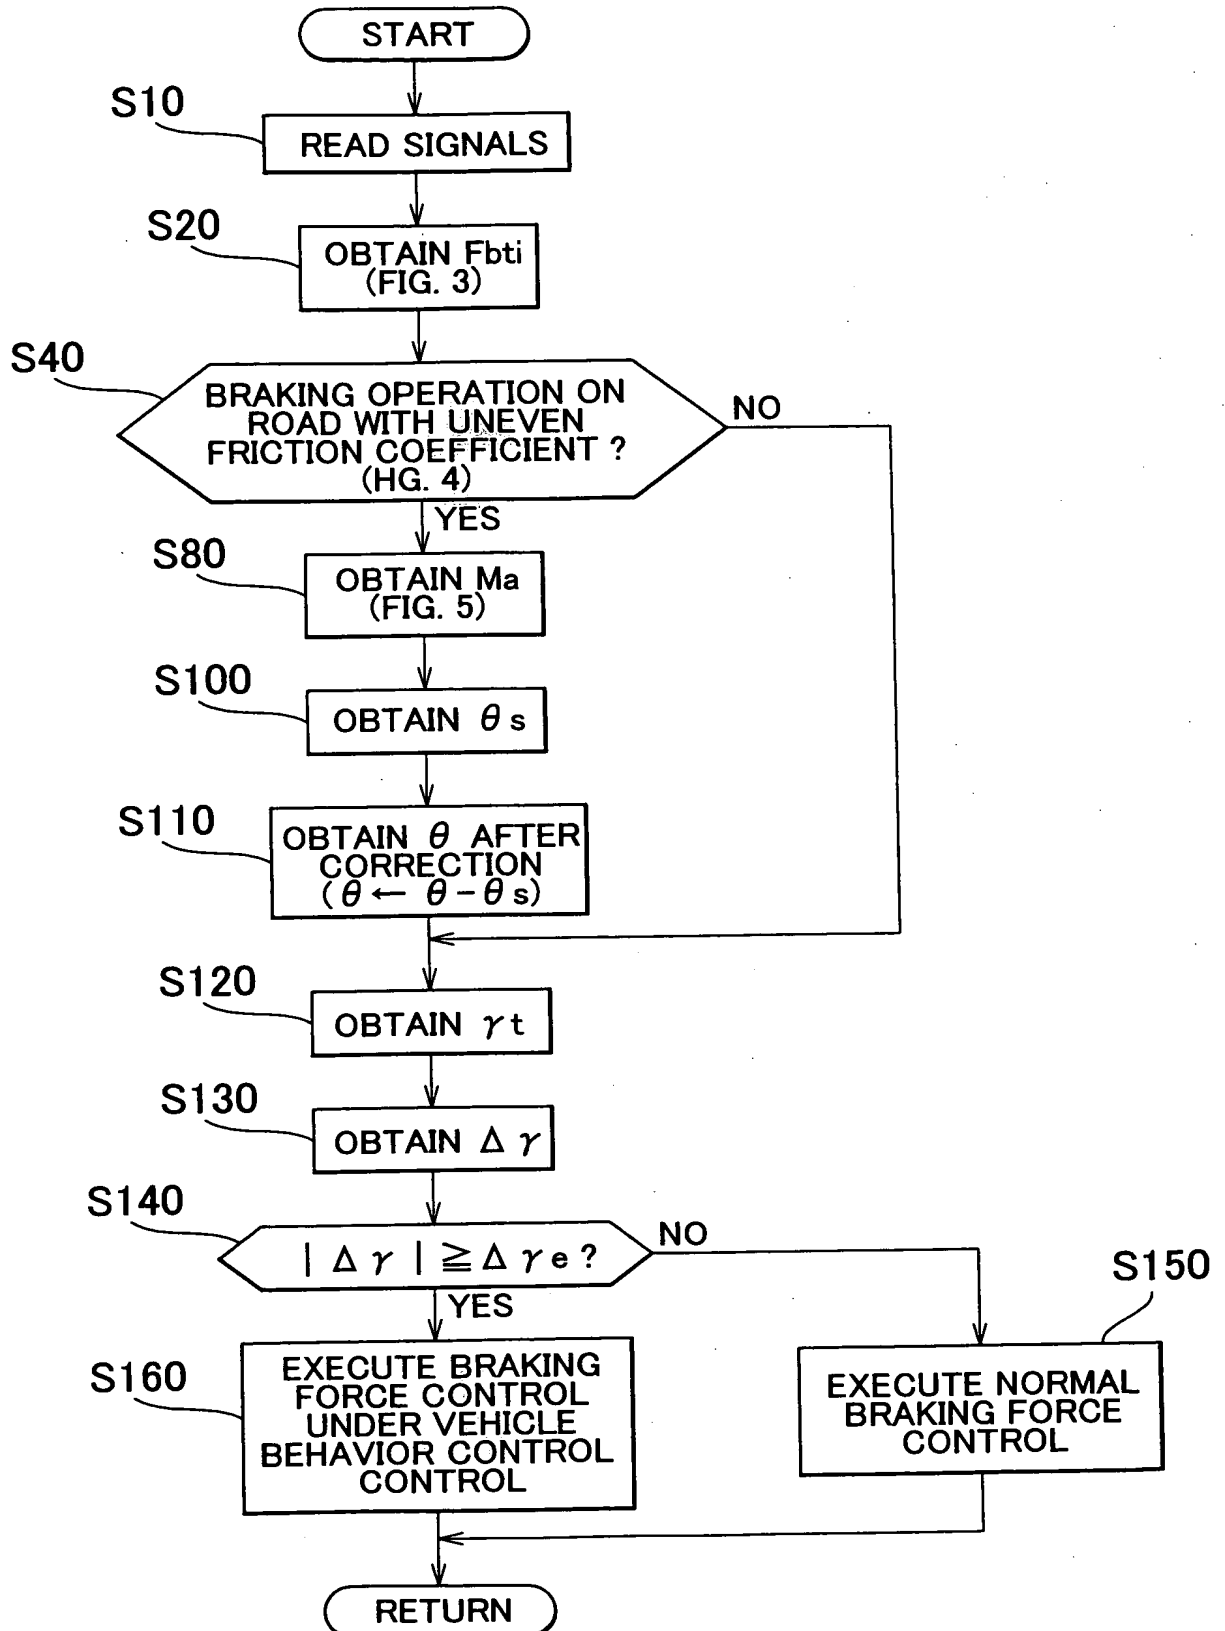 START
S10
READ SIGNALS
S20
OBTAIN Fbti
(FIG. 3)
S40
BRAKING OPERATION ON
ROAD WITH UNEVEN
FRICTION COEFFICIENT ?
(HG. 4)
NO
YES
S80
OBTAIN Ma
(FIG. 5)
S100
OBTAIN θs
S110
OBTAIN θ AFTER
CORRECTION
(θ ← θ - θs)
S120
OBTAIN γt
S130
OBTAIN Δγ
S140
| Δγ | ≧ Δγe ?
NO
YES
S150
EXECUTE NORMAL
BRAKING FORCE
CONTROL
S160
EXECUTE BRAKING
FORCE CONTROL
UNDER VEHICLE
BEHAVIOR CONTROL
CONTROL
RETURN